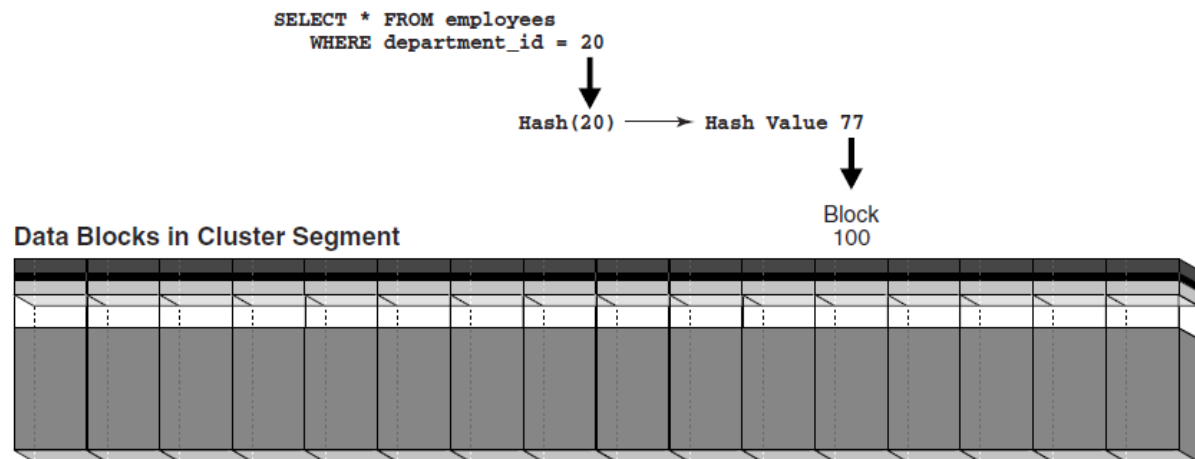 SELECT * FROM employees
WHERE department_id = 20
Hash(20) Hash Value 77
Block
100
Data Blocks in Cluster Segment